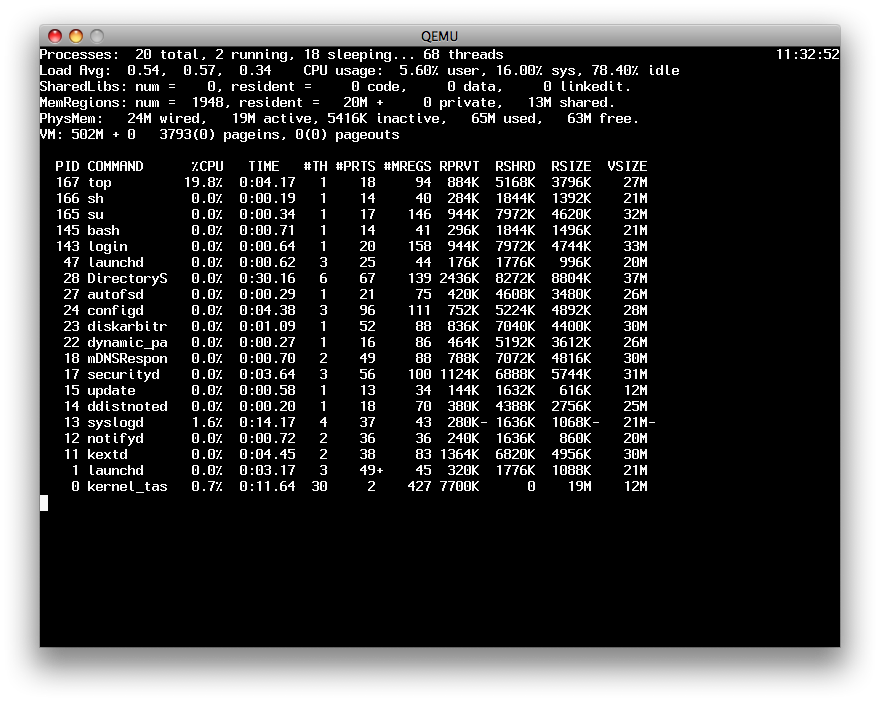 QEMU
Processes:  20 total, 2 running, 18 sleeping... 68 threads                                  11:32:52
Load Avg:  0.54,  0.57,  0.34    CPU usage:  5.60% user, 16.00% sys, 78.40% idle
SharedLibs: num =    0, resident =     0 code,     0 data,     0 linkedit.
MemRegions: num =  1948, resident =   20M +     0 private,   13M shared.
PhysMem:   24M wired,   19M active, 5416K inactive,   65M used,   63M free.
VM: 502M + 0   3793(0) pageins, 0(0) pageouts
  PID COMMAND      %CPU   TIME   #TH #PRTS #MREGS RPRVT  RSHRD  RSIZE  VSIZE
  167 top         19.8%  0:04.17   1    18     94  884K  5168K  3796K    27M
  166 sh           0.0%  0:00.19   1    14     40  284K  1844K  1392K    21M
  165 su           0.0%  0:00.34   1    17    146  944K  7972K  4620K    32M
  145 bash         0.0%  0:00.71   1    14     41  296K  1844K  1496K    21M
  143 login        0.0%  0:00.64   1    20    158  944K  7972K  4744K    33M
   47 launchd      0.0%  0:00.62   3    25     44  176K  1776K   996K    20M
   28 DirectoryS   0.0%  0:30.16   6    67    139 2436K  8272K  8804K    37M
   27 autofsd      0.0%  0:00.29   1    21     75  420K  4608K  3480K    26M
   24 configd      0.0%  0:04.38   3    96    111  752K  5224K  4892K    28M
   23 diskarbitr   0.0%  0:01.09   1    52     88  836K  7040K  4400K    30M
   22 dynamic_pa   0.0%  0:00.27   1    16     86  464K  5192K  3612K    26M
   18 mDNSRespon   0.0%  0:00.70   2    49     88  788K  7072K  4816K    30M
   17 securityd    0.0%  0:03.64   3    56    100 1124K  6888K  5744K    31M
   15 update       0.0%  0:00.58   1    13     34  144K  1632K   616K    12M
   14 ddistnoted   0.0%  0:00.20   1    18     70  380K  4388K  2756K    25M
   13 syslogd      1.6%  0:14.17   4    37     43  280K- 1636K  1068K-   21M-
   12 notifyd      0.0%  0:00.72   2    36     36  240K  1636K   860K    20M
   11 kextd        0.0%  0:04.45   2    38     83 1364K  6820K  4956K    30M
    1 launchd      0.0%  0:03.17   3    49+    45  320K  1776K  1088K    21M
    0 kernel_tas   0.7%  0:11.64  30     2    427 7700K      0    19M    12M